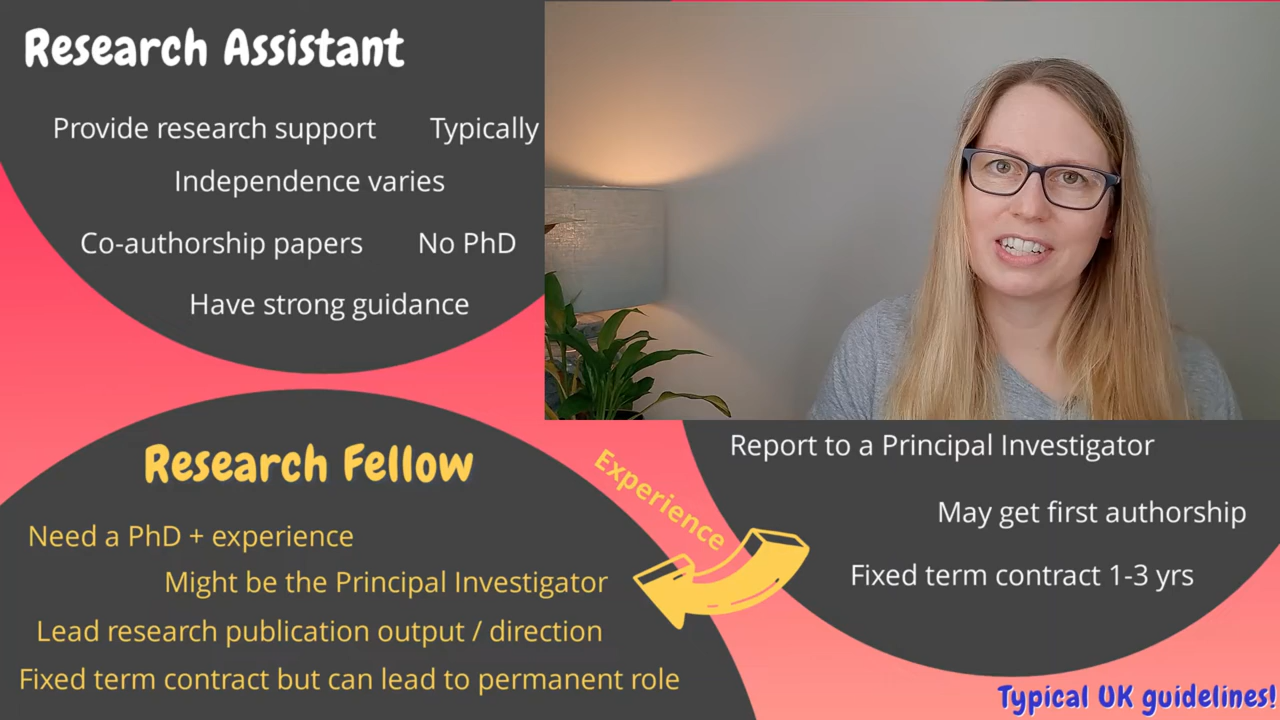 Research Assistant
Provide research support
Typically
Independence varies
Co-authorship papers
No PhD
Have strong guidance
Research Fellow
Need a PhD + experience
Might be the Principal Investigator
Lead research publication output / direction
Fixed term contract but can lead to permanent role
Experience
Report to a Principal Investigator
May get first authorship
Fixed term contract 1-3 yrs
Typical UK guidelines!